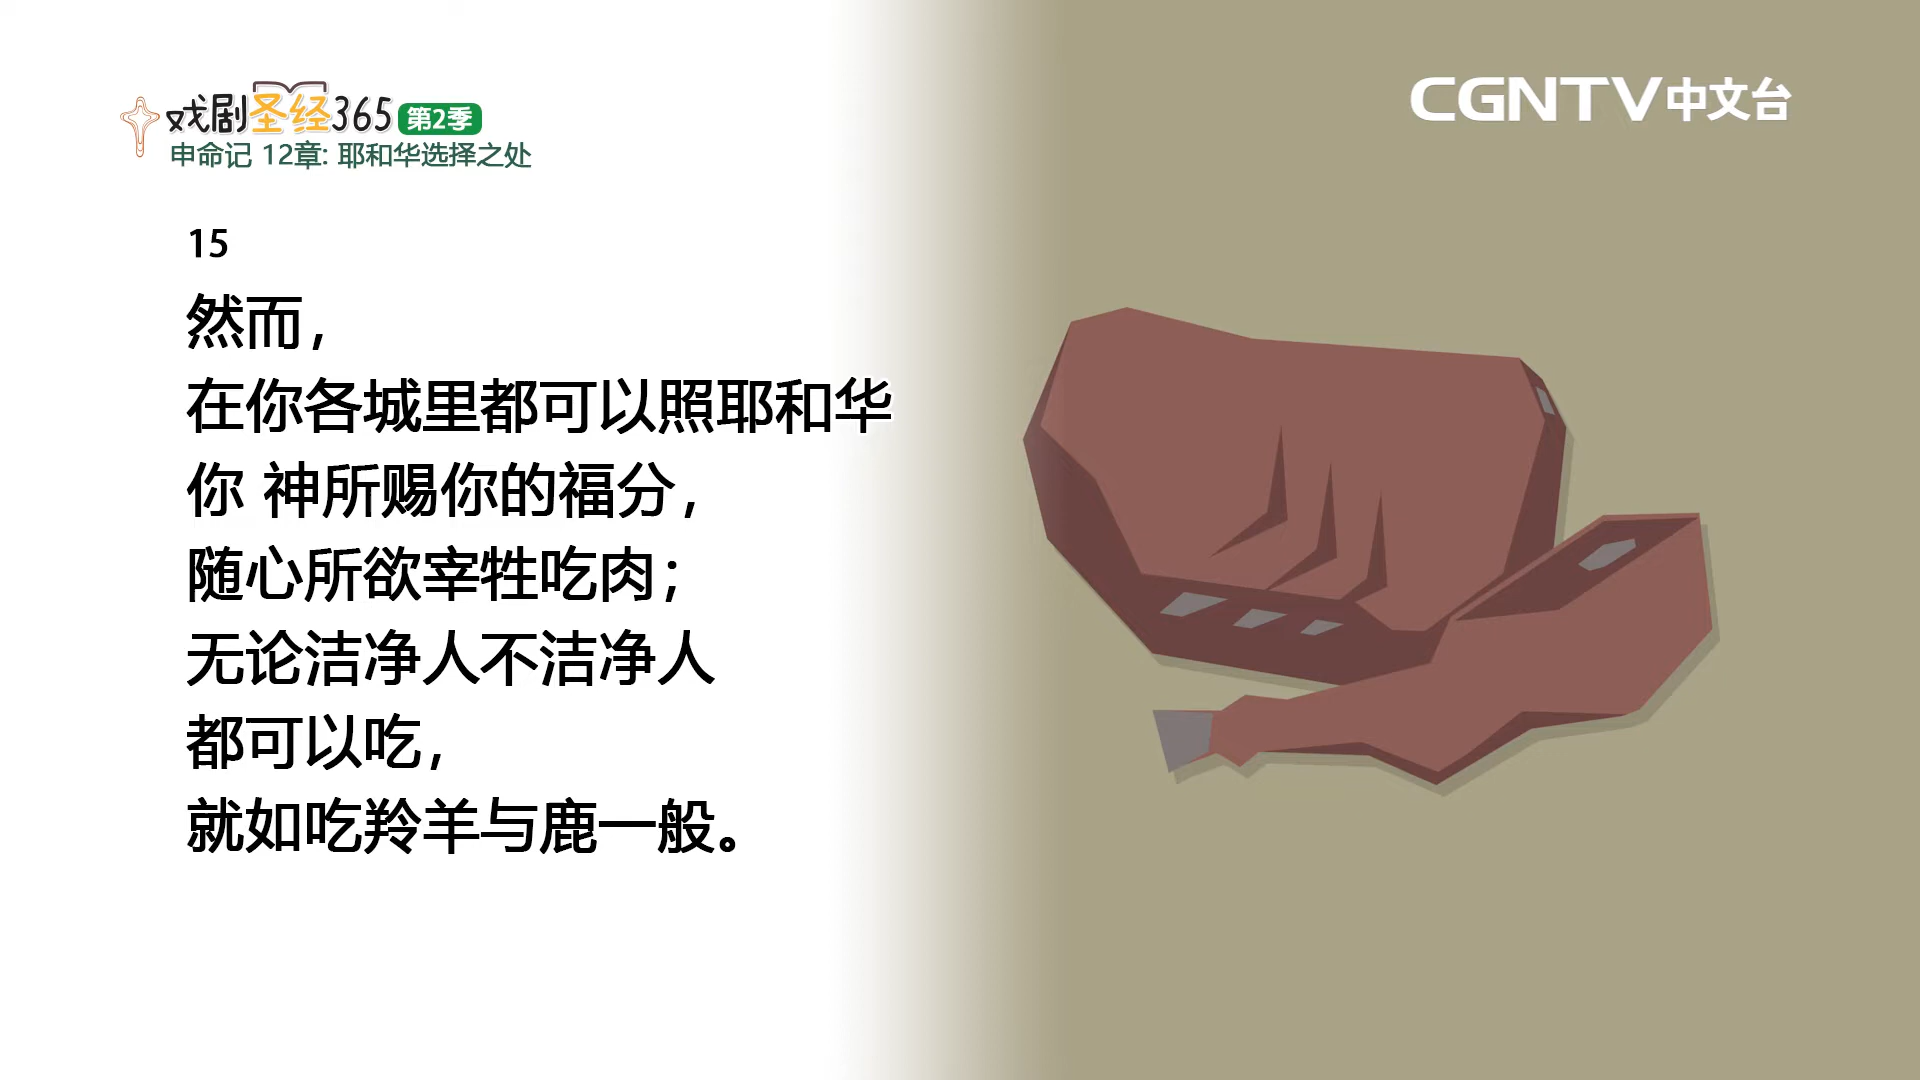 戏剧圣经365 第2季
申命记 12章: 耶和华选择之处
CGNTV中文台
15
然而，
在你各城里都可以照耶和华
你 神所赐你的福分，
随心所欲宰牲吃肉；
无论洁净人不洁净人
都可以吃，
就如吃羚羊与鹿一般。